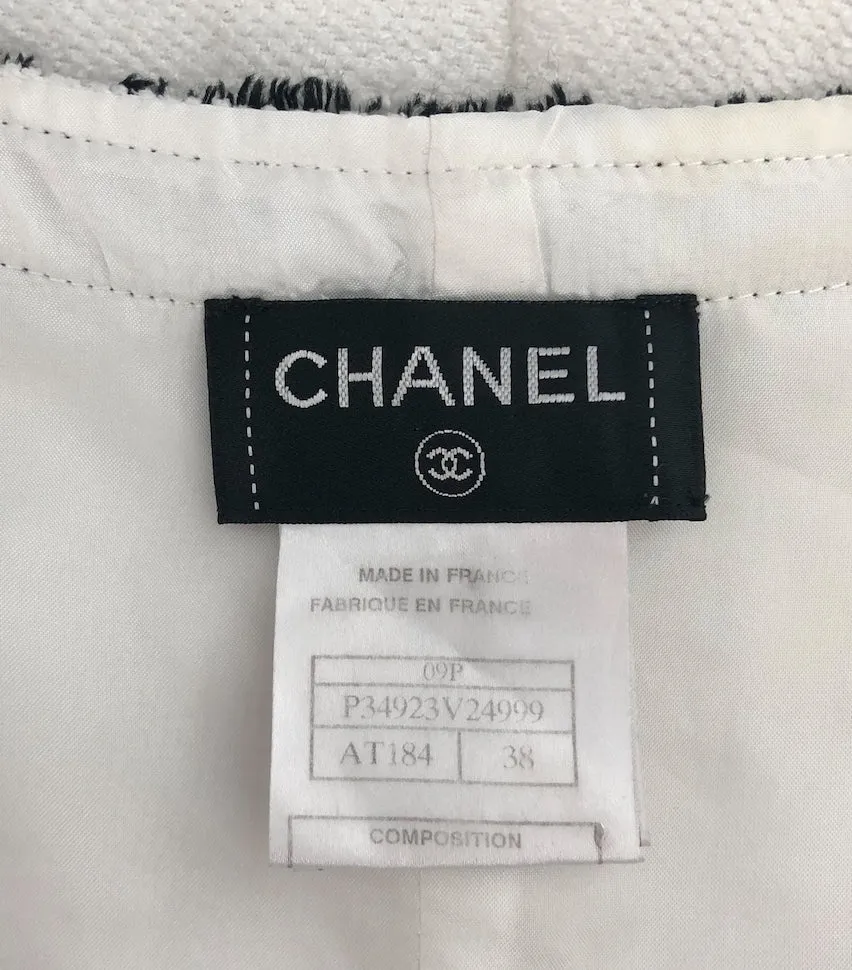 CHANEL
MADE IN FRANCE
FABRIQUE EN FRANCE
09P
P34923V24999
AT184 38
COMPOSITION